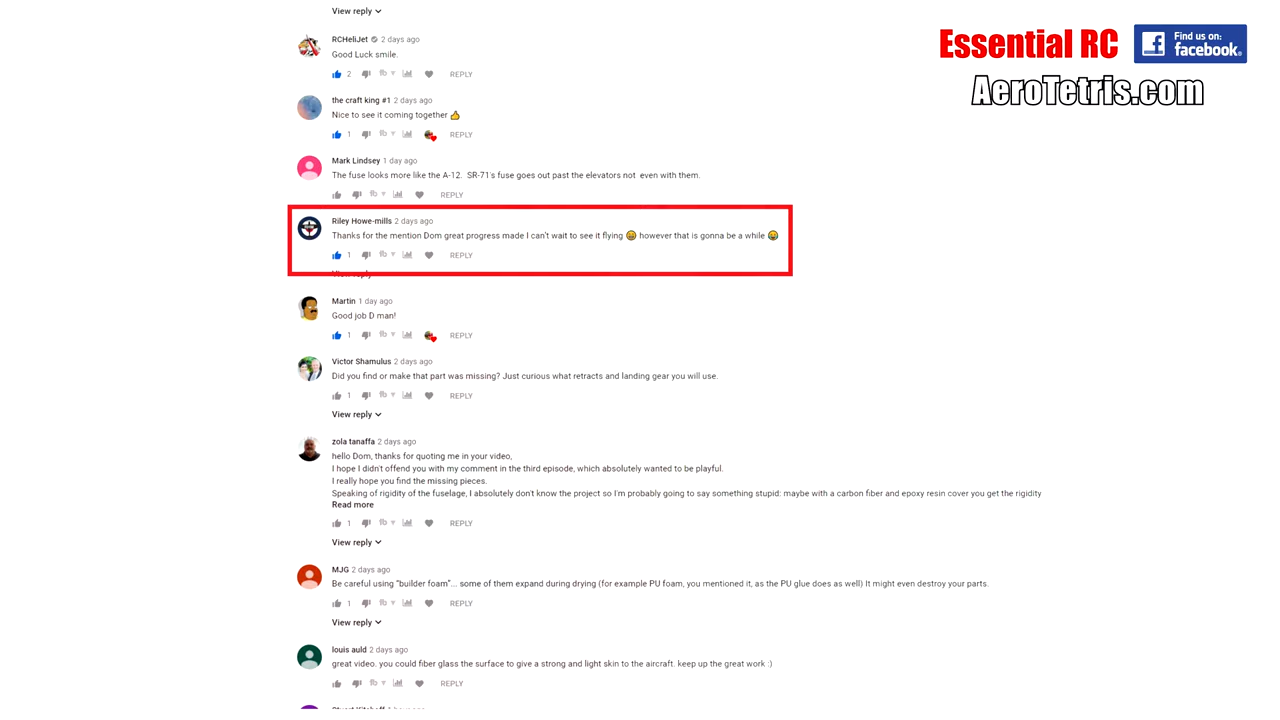 View reply
RCHeliJet 2 days ago
Good Luck smile.
2 REPLY
the craft king #1 2 days ago
Nice to see it coming together 👍
1 REPLY
Mark Lindsey 1 day ago
The fuse looks more like the A-12. SR-71's fuse goes out past the elevators not even with them.
REPLY
Riley Howe-mills 2 days ago
Thanks for the mention Dom great progress made I can't wait to see it flying 😀 however that is gonna be a while 😂
1 REPLY
View reply
Martin 1 day ago
Good job D man!
1 REPLY
Victor Shamulus 2 days ago
Did you find or make that part was missing? Just curious what retracts and landing gear you will use.
1 REPLY
View reply
zola tanaffa 2 days ago
hello Dom, thanks for quoting me in your video,
I hope I didn't offend you with my comment in the third episode, which absolutely wanted to be playful.
I really hope you find the missing pieces.
Speaking of rigidity of the fuselage, I absolutely don't know the project so I'm probably going to say something stupid: maybe with a carbon fiber and epoxy resin cover you get the rigidity
Read more
1 REPLY
View reply
MJG 2 days ago
Be careful using "builder foam"... some of them expand during drying (for example PU foam, you mentioned it, as the PU glue does as well) It might even destroy your parts.
1 REPLY
View reply
louis auld 2 days ago
great video. you could fiber glass the surface to give a strong and light skin to the aircraft. keep up the great work :)
REPLY
Essential RC
Find us on:
facebook.
AeroTetris.com